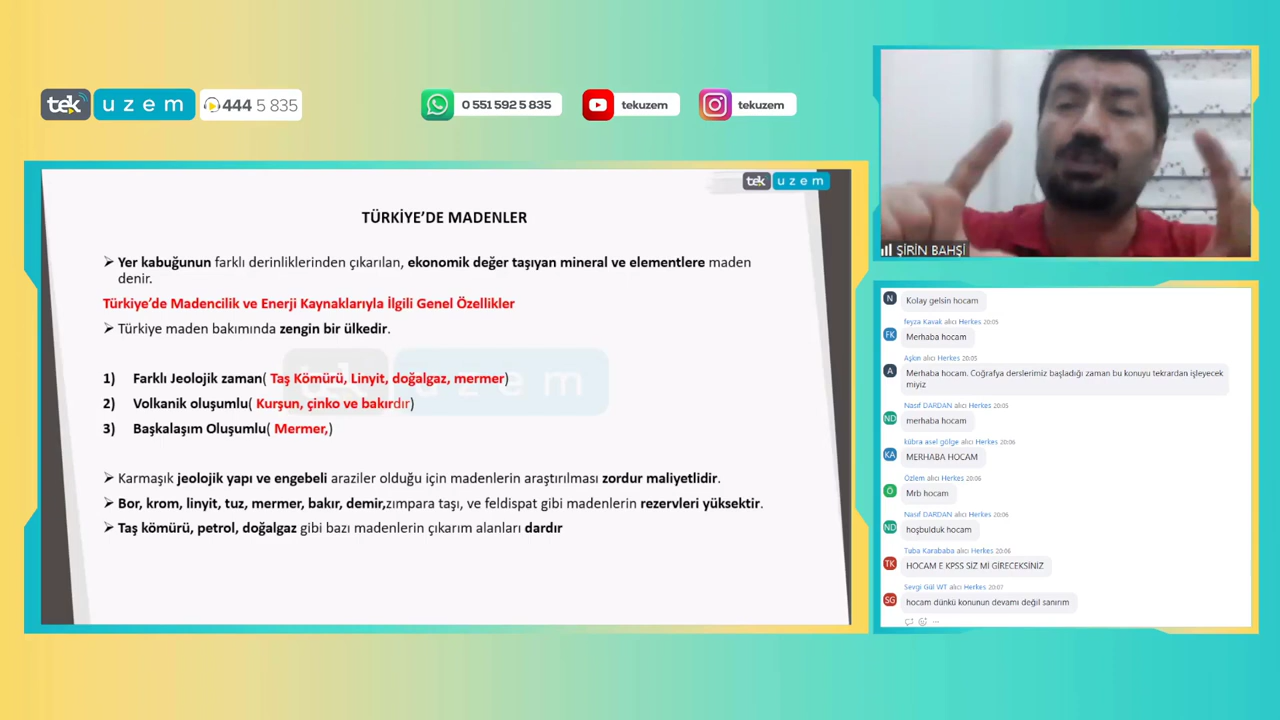 tek uzem 444 5 835
0 551 592 5 835
tekuzem
tekuzem
tek uzem
TÜRKİYE’DE MADENLER
➢ Yer kabuğunun farklı derinliklerinden çıkarılan, ekonomik değer taşıyan mineral ve elementlere maden
denir.
Türkiye’de Madencilik ve Enerji Kaynaklarıyla İlgili Genel Özellikler
➢ Türkiye maden bakımında zengin bir ülkedir.
1) Farklı Jeolojik zaman( Taş Kömürü, Linyit, doğalgaz, mermer)
2) Volkanik oluşumlu( Kurşun, çinko ve bakırdır)
3) Başkalaşım Oluşumlu( Mermer,)
➢ Karmaşık jeolojik yapı ve engebeli araziler olduğu için madenlerin araştırılması zordur maliyetlidir.
➢ Bor, krom, linyit, tuz, mermer, bakır, demir,zımpara taşı, ve feldispat gibi madenlerin rezervleri yüksektir.
➢ Taş kömürü, petrol, doğalgaz gibi bazı madenlerin çıkarım alanları dardır
ŞİRİN BAHŞİ
N
Kolay gelsin hocam
feyza Kavak alıcı Herkes 20:05
FK
Merhaba hocam
Aşkın alıcı Herkes 20:05
A
Merhaba hocam. Coğrafya derslerimiz başladığı zaman bu konuyu tekrardan işleyecek
miyiz
Nasıf DARDAN alıcı Herkes 20:05
ND
merhaba hocam
kübra asel gölge alıcı Herkes 20:06
KA
MERHABA HOCAM
Özlem alıcı Herkes 20:06
Ö
Mrb hocam
Nasıf DARDAN alıcı Herkes 20:06
ND
hoşbulduk hocam
Tuba Karababa alıcı Herkes 20:06
TK
HOCAM E KPSS SİZ Mİ GİRECEKSİNİZ
Sevgi Gül WT alıcı Herkes 20:07
SG
hocam dünkü konunun devamı değil sanırım